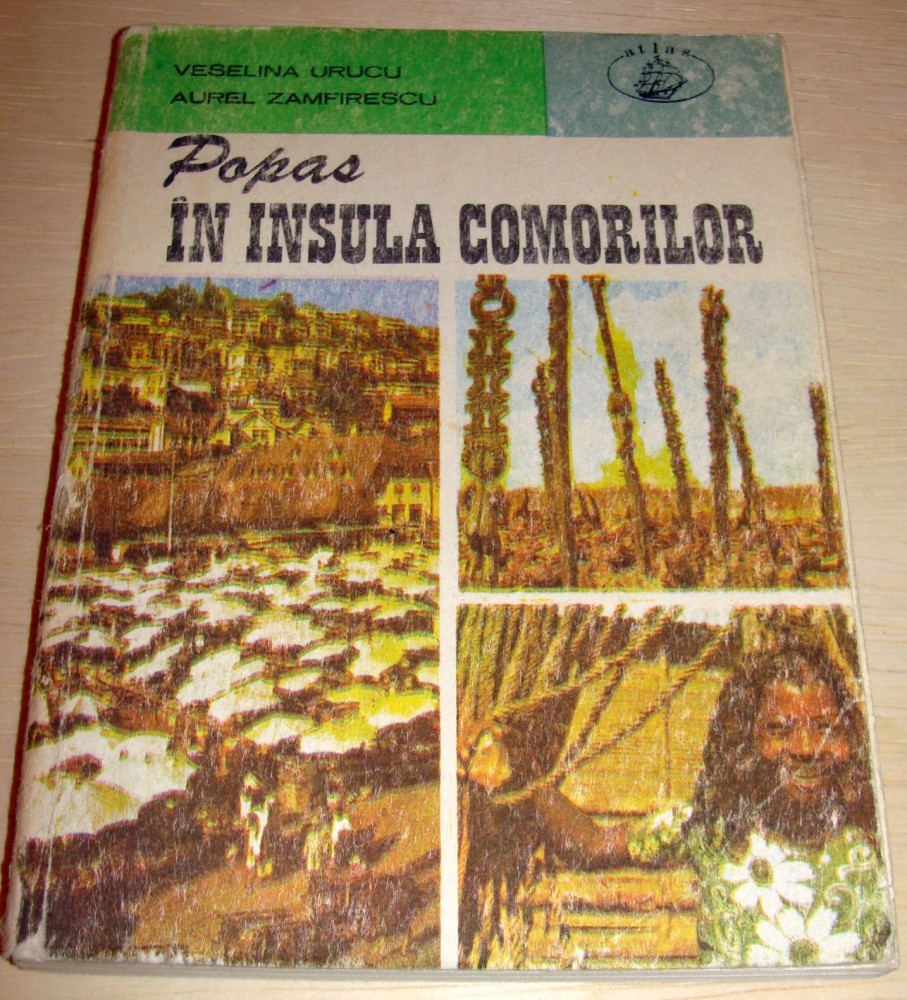 VESELINA URUCU
AUREL ZAMFIRESCU
atlas
Popas
ÎN INSULA COMORILOR